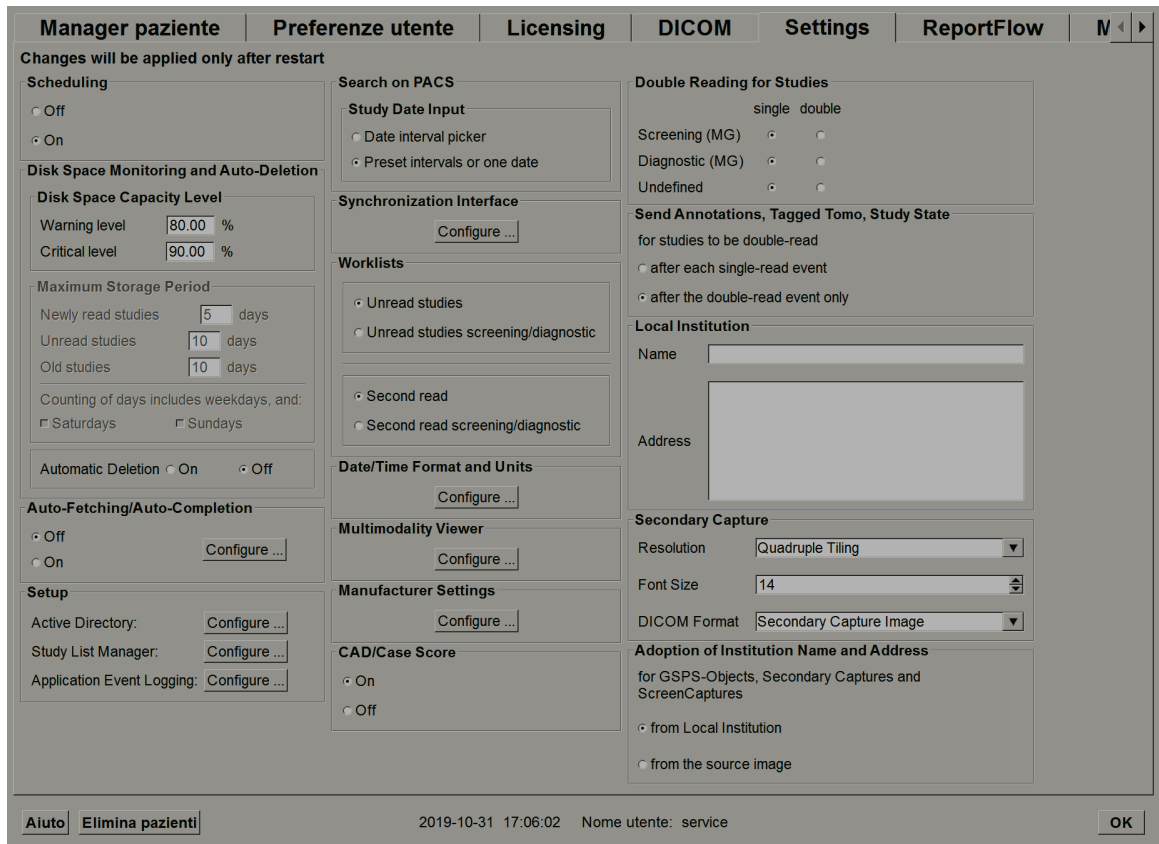 Manager paziente Preferenze utente Licensing DICOM Settings ReportFlow
Changes will be applied only after restart
Scheduling
Off
On
Disk Space Monitoring and Auto-Deletion
Disk Space Capacity Level
Warning level 80.00 %
Critical level 90.00 %
Maximum Storage Period
Newly read studies 5 days
Unread studies 10 days
Old studies 10 days
Counting of days includes weekdays, and:
Saturdays Sundays
Automatic Deletion On Off
Auto-Fetching/Auto-Completion
Off
Configure ...
On
Setup
Active Directory: Configure ...
Study List Manager: Configure ...
Application Event Logging: Configure ...
Search on PACS
Study Date Input
Date interval picker
Preset intervals or one date
Synchronization Interface
Configure ...
Worklists
Unread studies
Unread studies screening/diagnostic
Second read
Second read screening/diagnostic
Date/Time Format and Units
Configure ...
Multimodality Viewer
Configure ...
Manufacturer Settings
Configure ...
CAD/Case Score
On
Off
Double Reading for Studies
single double
Screening (MG)
Diagnostic (MG)
Undefined
Send Annotations, Tagged Tomo, Study State
for studies to be double-read
after each single-read event
after the double-read event only
Local Institution
Name
Address
Secondary Capture
Resolution Quadruple Tiling
Font Size 14
DICOM Format Secondary Capture Image
Adoption of Institution Name and Address
for GSPS-Objects, Secondary Captures and
ScreenCaptures
from Local Institution
from the source image
Aiuto Elimina pazienti 2019-10-31 17:06:02 Nome utente: service OK